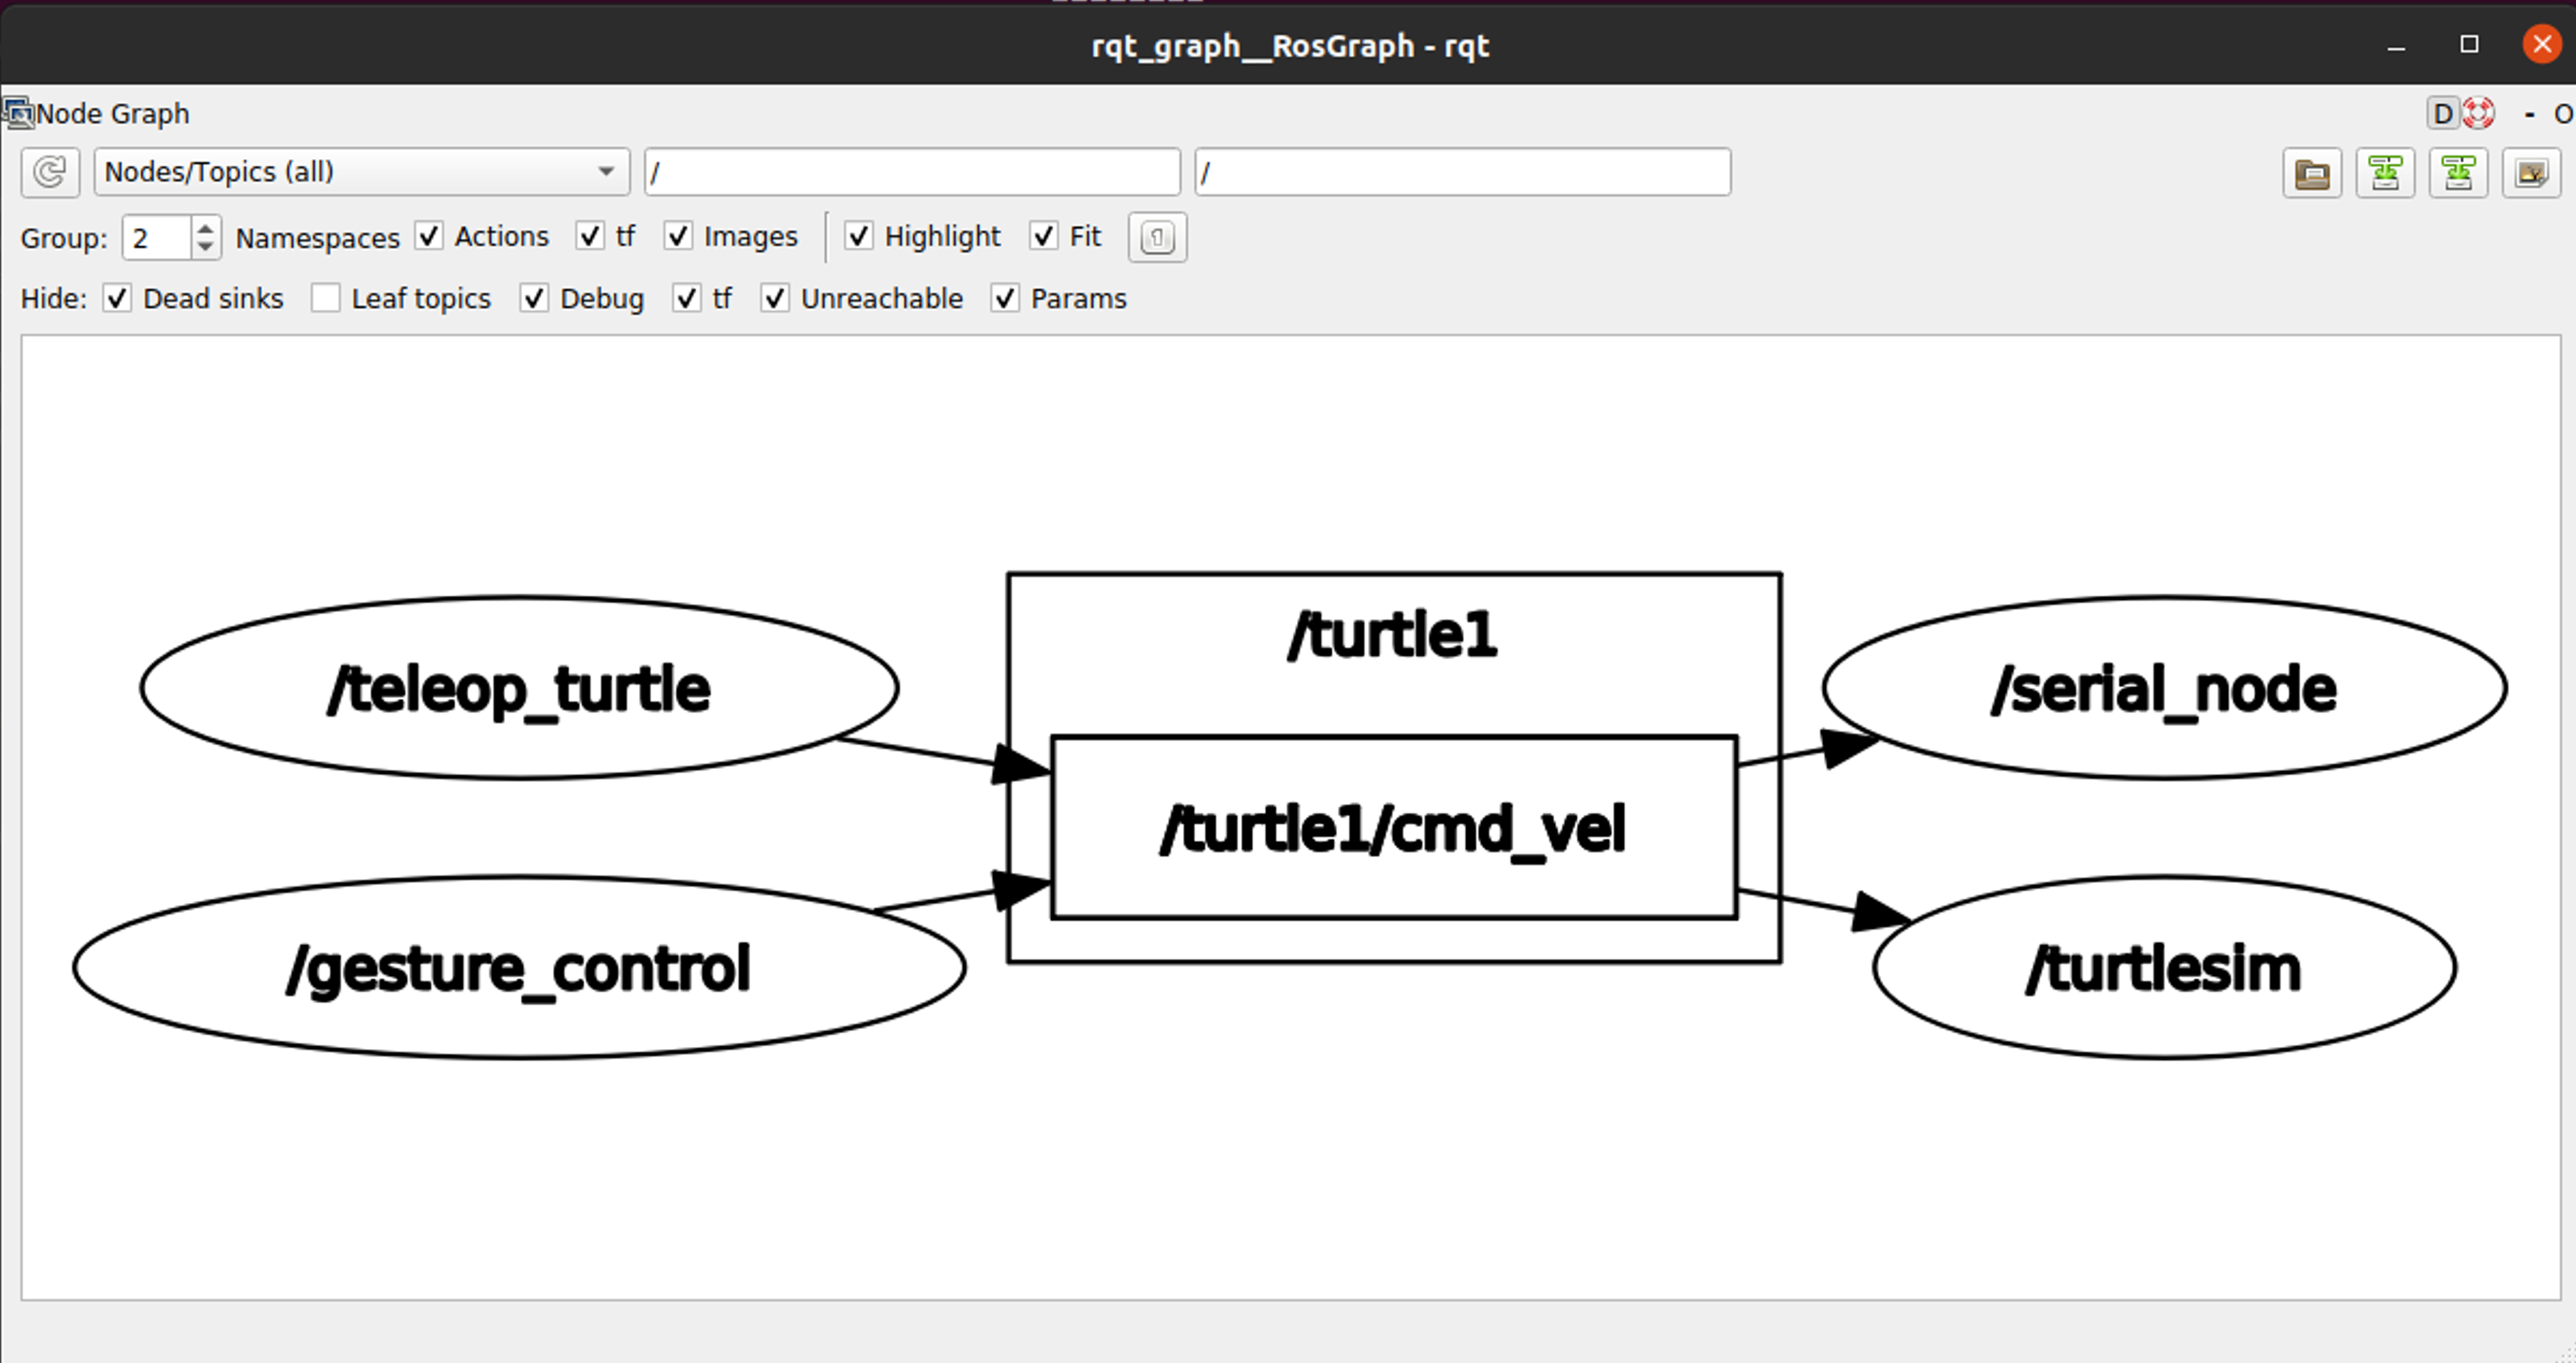 rqt_graph__RosGraph - rqt
Node Graph
D - O
Nodes/Topics (all) / /
Group: 2 Namespaces Actions tf Images Highlight Fit 1
Hide: Dead sinks Leaf topics Debug tf Unreachable Params
/turtle1
/teleop_turtle
/serial_node
/turtle1/cmd_vel
/gesture_control
/turtlesim